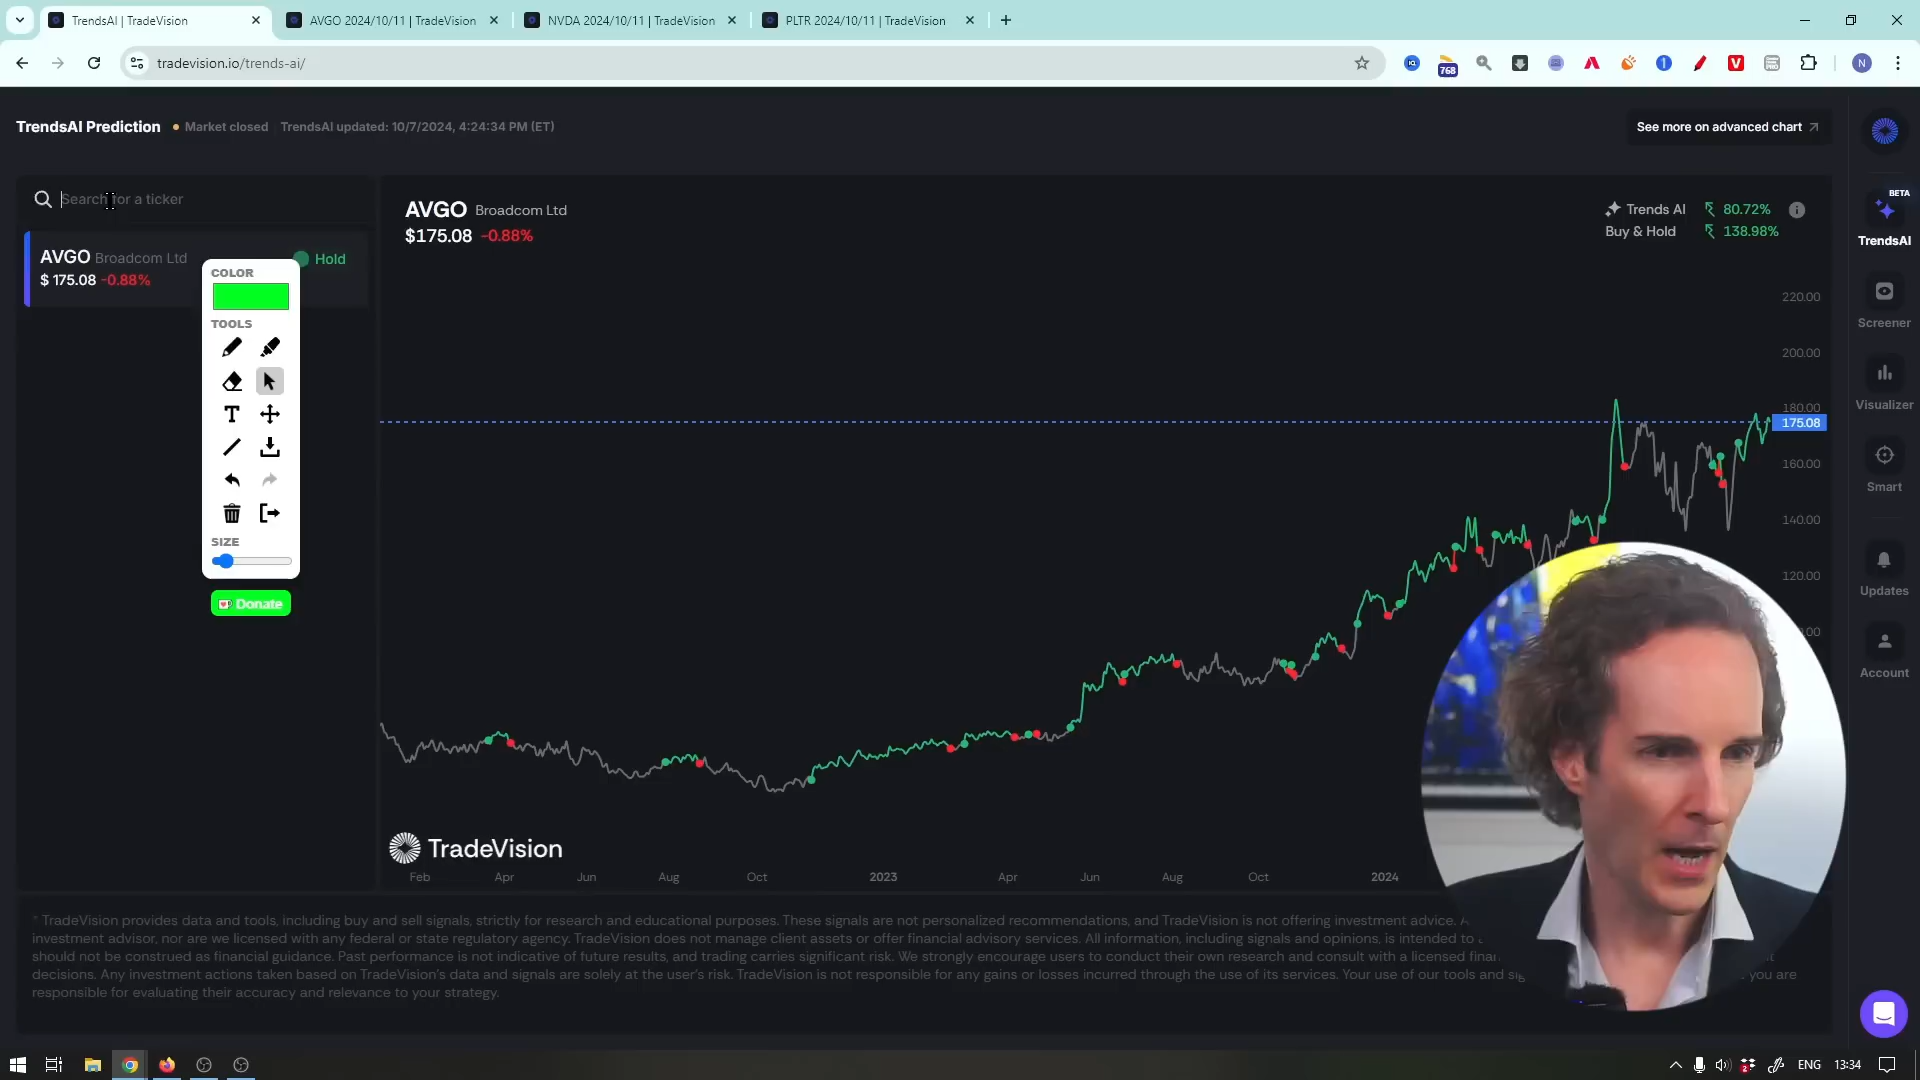 TrendsAI | TradeVision
AVGO 2024/10/11 | TradeVision
NVDA 2024/10/11 | TradeVision
PLTR 2024/10/11 | TradeVision
tradevision.io/trends-ai/
768
N
TrendsAI Prediction
Market closed
TrendsAI updated: 10/7/2024, 4:24:34 PM (ET)
See more on advanced chart
Search for a ticker
AVGO Broadcom Ltd
Hold
$ 175.08 -0.88%
COLOR
TOOLS
SIZE
Donate
AVGO Broadcom Ltd
$175.08 -0.88%
Trends AI 80.72%
Buy & Hold 138.98%
220.00
200.00
180.00
175.08
160.00
140.00
120.00
TradeVision
Feb Apr Jun Aug Oct 2023 Apr Jun Aug Oct 2024
BETA
TrendsAI
Screener
Visualizer
Smart
Updates
Account
* TradeVision provides data and tools, including buy and sell signals, strictly for research and educational purposes. These signals are not personalized recommendations, and TradeVision is not offering investment advice.
investment advisor, nor are we licensed with any federal or state regulatory agency. TradeVision does not manage client assets or offer financial advisory services. All information, including signals and opinions, is intended to
should not be construed as financial guidance. Past performance is not indicative of future results, and trading carries significant risk. We strongly encourage users to conduct their own research and consult with a licensed
decisions. Any investment actions taken based on TradeVision's data and signals are solely at the user's risk. TradeVision is not responsible for any gains or losses incurred through the use of its services. Your use of our tools and you are
responsible for evaluating their accuracy and relevance to your strategy.
ENG 13:34